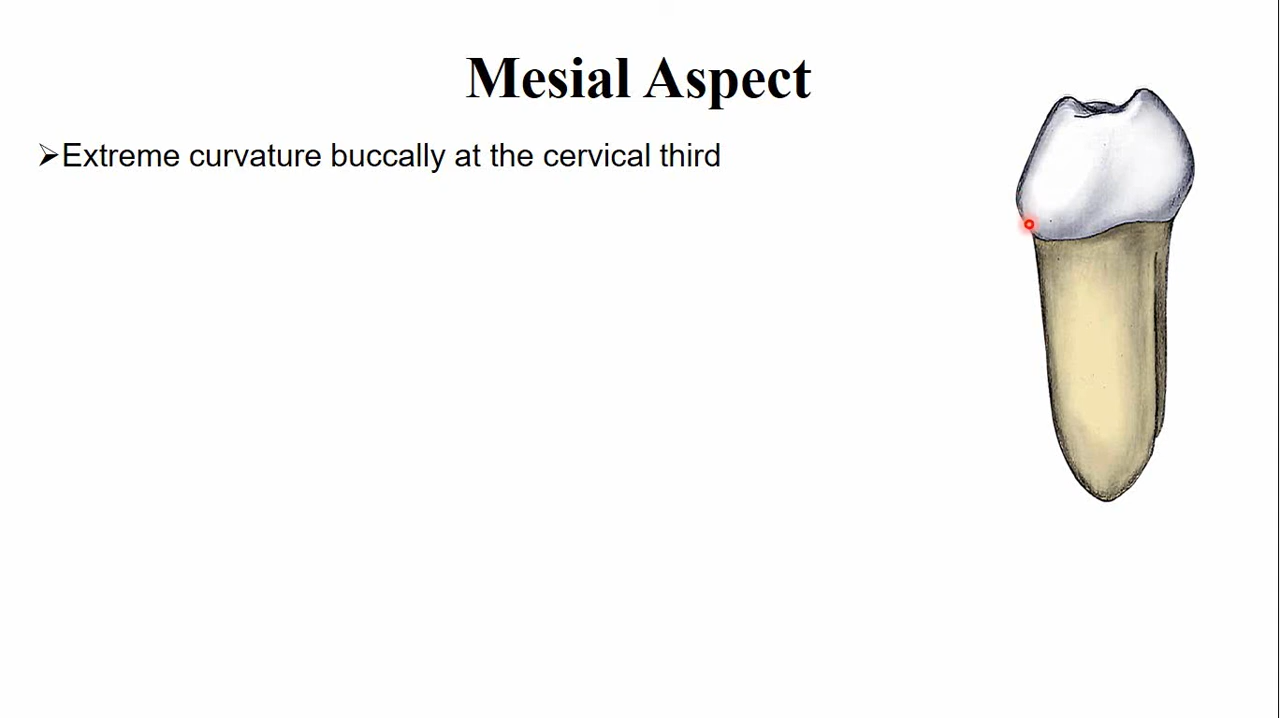 Mesial Aspect
➢Extreme curvature buccally at the cervical third